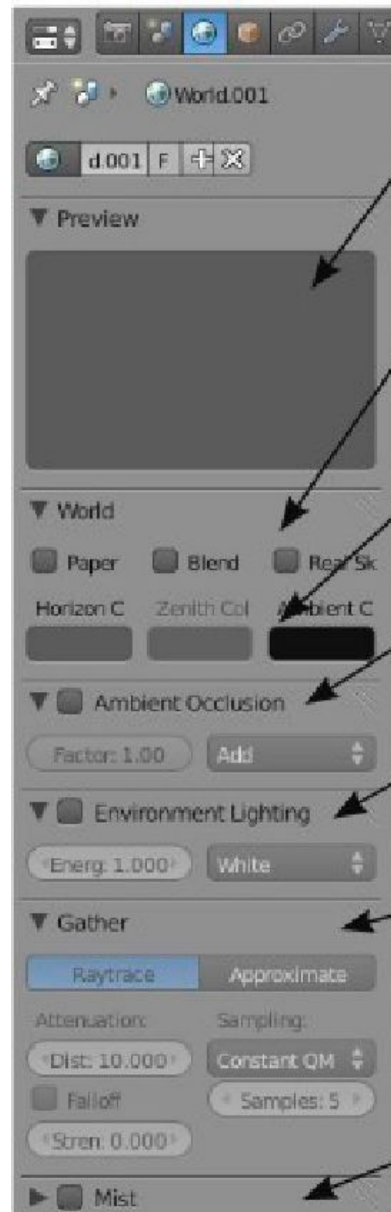 World.001
d.001 F
Preview
World
Paper Blend Real Sk
Horizon C Zenith Col Ambient C
Ambient Occlusion
Factor: 1.00 Add
Environment Lighting
Energ: 1.000 White
Gather
Raytrace Approximate
Attenuation: Sampling:
Dist: 10.000 Constant QM
Falloff Samples: 5
Stren: 0.000
Mist